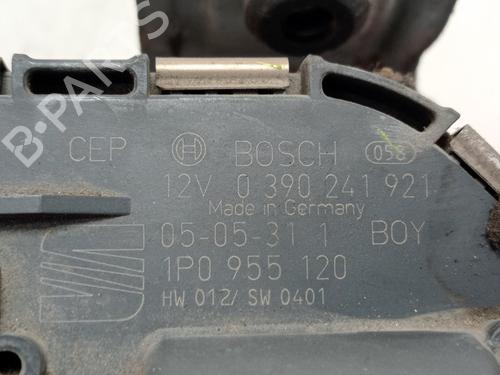 B-PARTS
CEP BOSCH 058
12V 0 390 241 921
Made in Germany
05-05-31 1 BOY
1P0 955 120
HW 012/ SW 0401